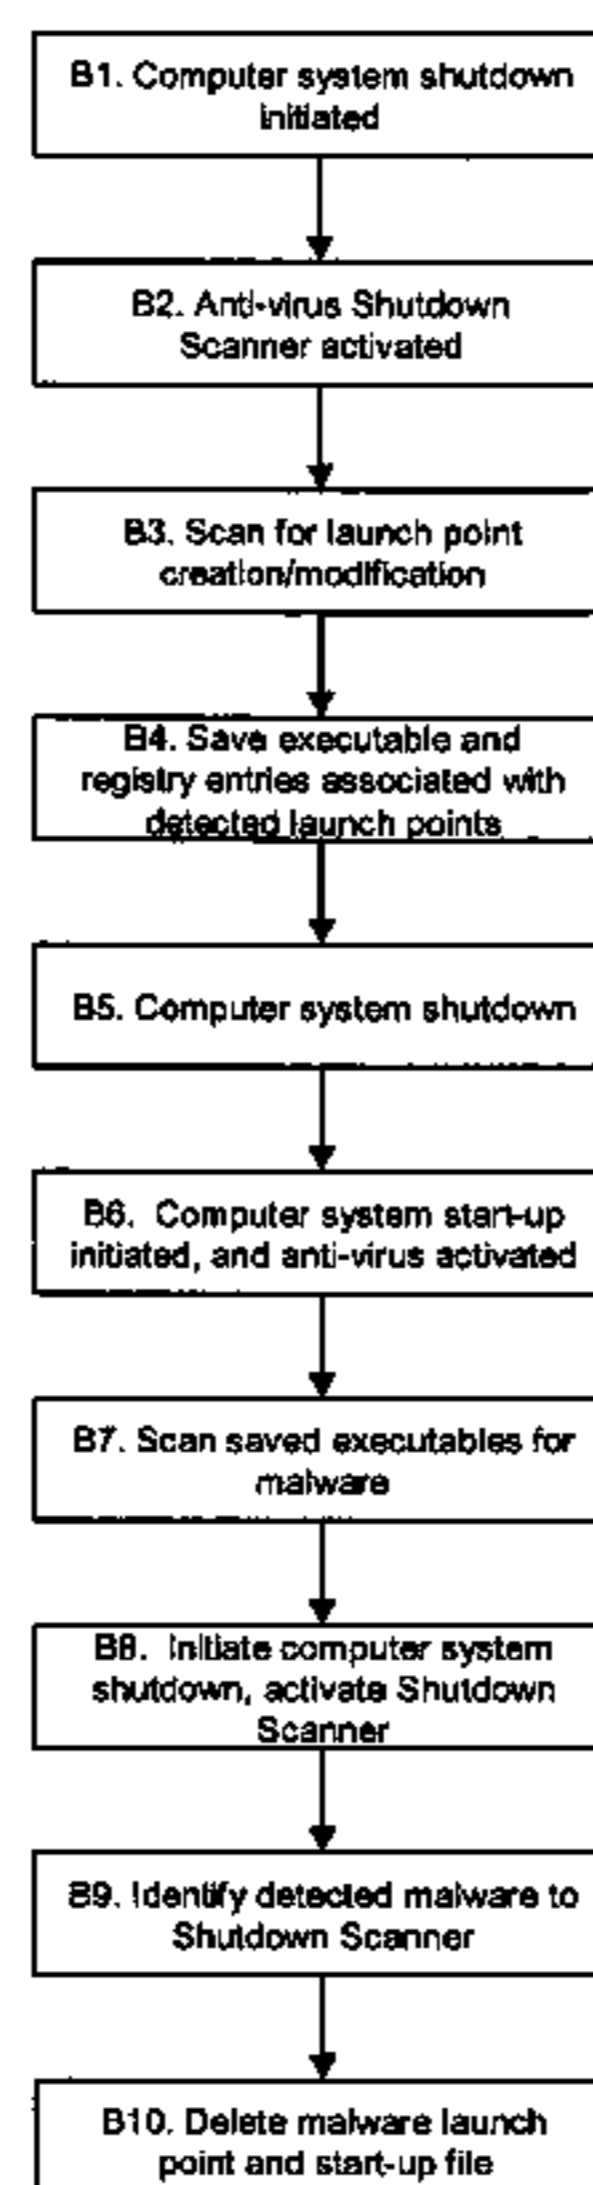 B1. Computer system shutdown
initiated
B2. Anti-virus Shutdown
Scanner activated
B3. Scan for launch point
creation/modification
B4. Save executable and
registry entries associated with
detected launch points
B5. Computer system shutdown
B6. Computer system start-up
initiated, and anti-virus activated
B7. Scan saved executables for
malware
B8. Initiate computer system
shutdown, activate Shutdown
Scanner
B9. Identify detected malware to
Shutdown Scanner
B10. Delete malware launch
point and start-up file